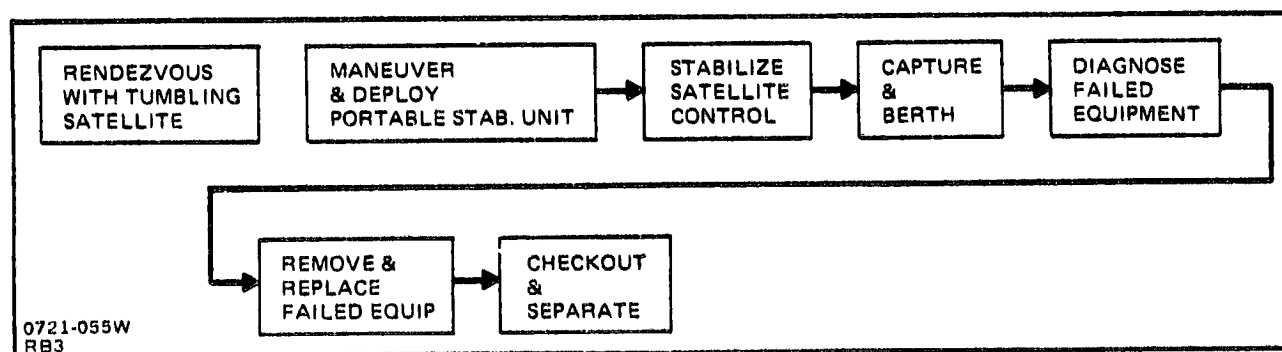 RENDEZVOUS
WITH TUMBLING
SATELLITE
MANEUVER
& DEPLOY
PORTABLE STAB. UNIT
STABILIZE
SATELLITE
CONTROL
CAPTURE
&
BERTH
DIAGNOSE
FAILED
EQUIPMENT
REMOVE &
REPLACE
FAILED EQUIP
CHECKOUT
&
SEPARATE
0721-055W
RB3